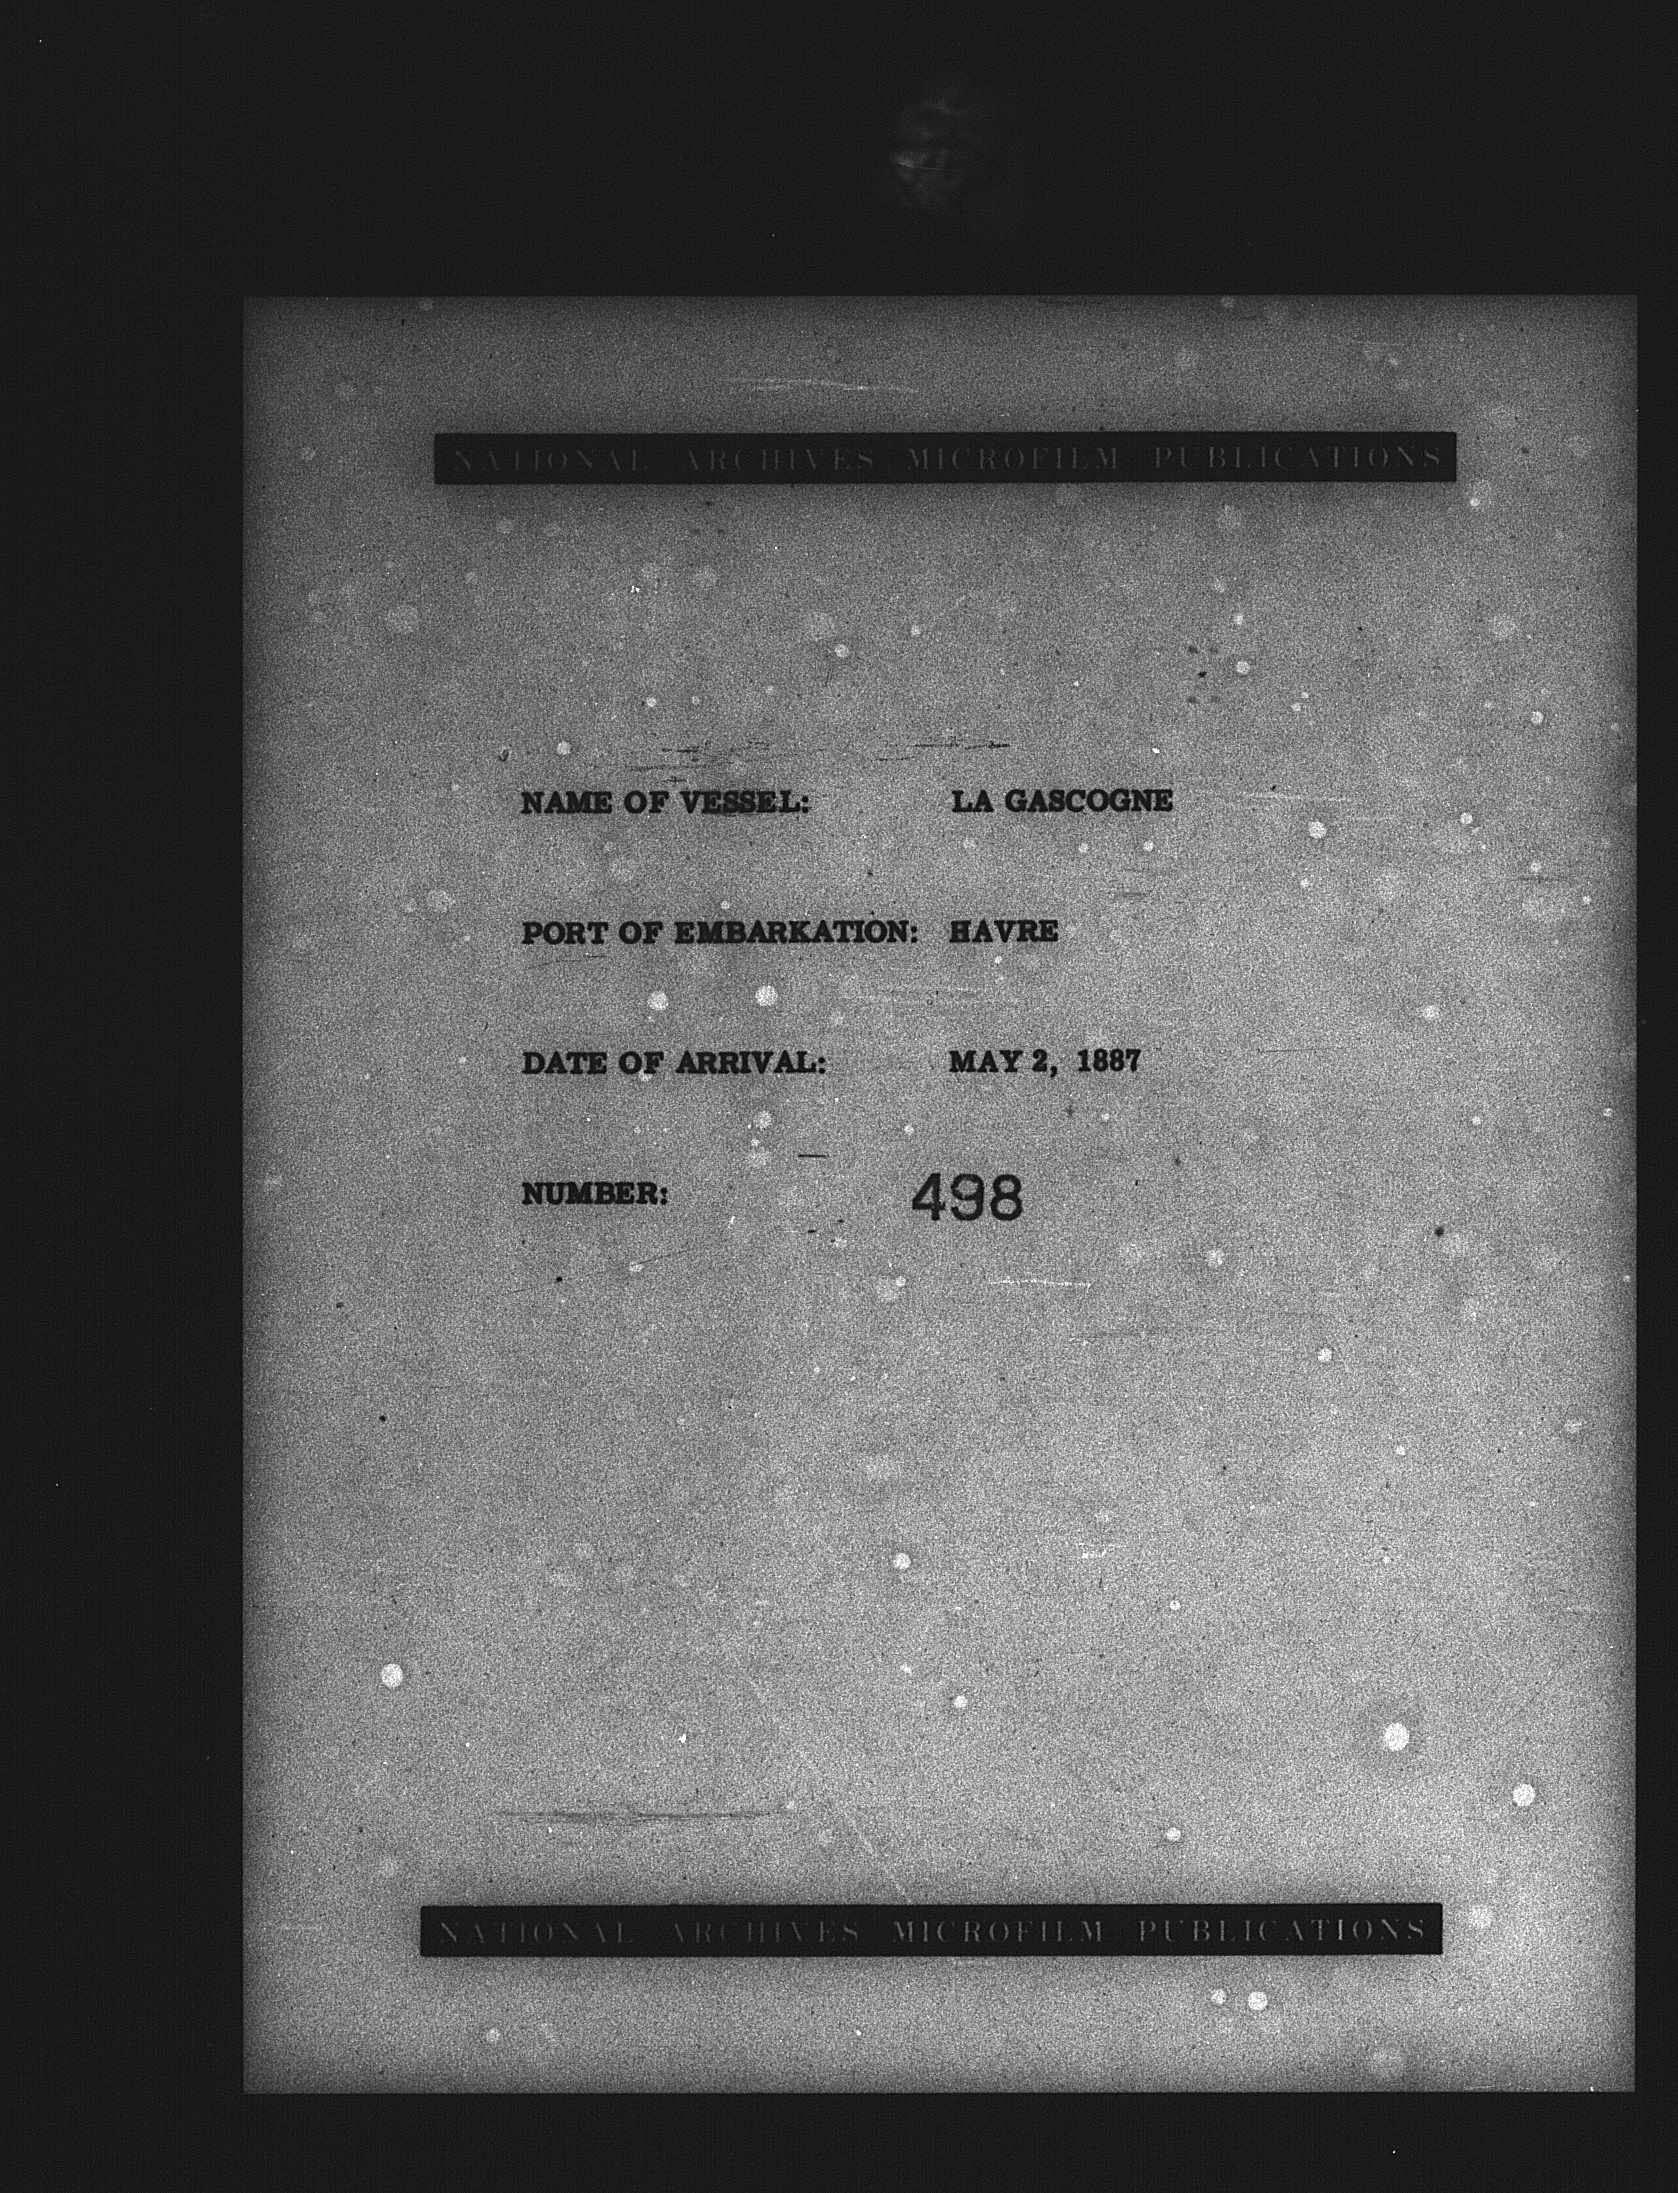 NATIONAL ARCHIVES MICROFILM PUBLICATIONS
NAME OF VESSEL: LA GASCOGNE
PORT OF EMBARKATION: HAVRE
DATE OF ARRIVAL: MAY 2, 1887
NUMBER: 498
NATIONAL ARCHIVES MICROFILM PUBLICATIONS